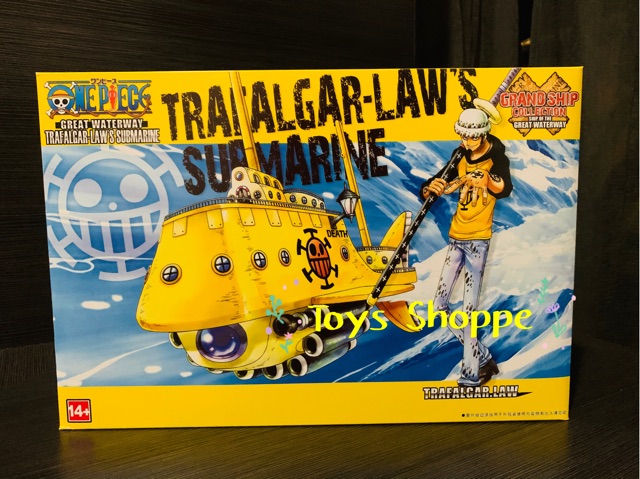 ワンピース
ONE PIECE
GREAT WATERWAY
TRAFALGAR-LAW'S SUBMARINE
TRAFALGAR-LAW'S
SUBMARINE
GRAND SHIP
COLLECTION
SHIP OF THE
GREAT WATERWAY
DEATH
Toys Shoppe
TRAFALGAR.LAW
14+